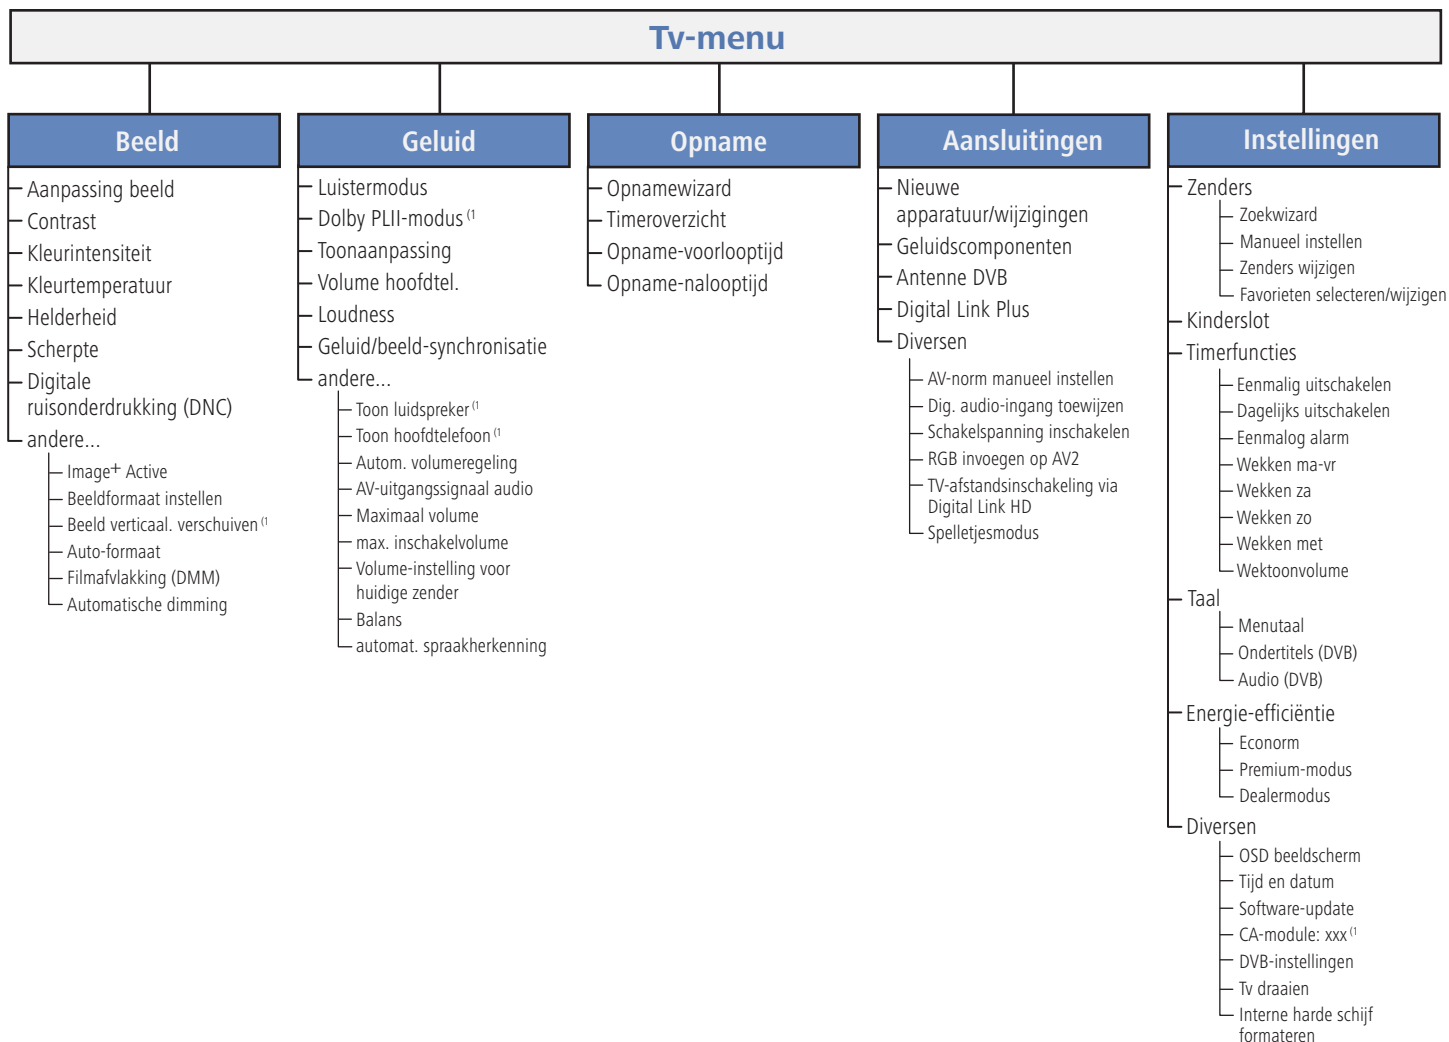 Tv-menu
Beeld
Aanpassing beeld
Contrast
Kleurintensiteit
Kleurtemperatuur
Helderheid
Scherpte
Digitale
ruisonderdrukking (DNC)
andere...
Image+ Active
Beeldformaat instellen
Beeld verticaal. verschuiven (1
Auto-formaat
Filmafvlakking (DMM)
Automatische dimming
Geluid
Luistermodus
Dolby PLII-modus (1
Toonaanpassing
Volume hoofdtel.
Loudness
Geluid/beeld-synchronisatie
andere...
Toon luidspreker (1
Toon hoofdtelefoon (1
Autom. volumeregeling
AV-uitgangssignaal audio
Maximaal volume
max. inschakelvolume
Volume-instelling voor
huidige zender
Balans
automat. spraakherkenning
Opname
Opnamewizard
Timeroverzicht
Opname-voorlooptijd
Opname-nalooptijd
Aansluitingen
Nieuwe
apparatuur/wijzigingen
Geluidscomponenten
Antenne DVB
Digital Link Plus
Diversen
AV-norm manueel instellen
Dig. audio-ingang toewijzen
Schakelspanning inschakelen
RGB invoegen op AV2
TV-afstandsinschakeling via
Digital Link HD
Spelletjesmodus
Instellingen
Zenders
Zoekwizard
Manueel instellen
Zenders wijzigen
Favorieten selecteren/wijzigen
Kinderslot
Timerfuncties
Eenmalig uitschakelen
Dagelijks uitschakelen
Eenmalog alarm
Wekken ma-vr
Wekken za
Wekken zo
Wekken met
Wektoonvolume
Taal
Menutaal
Ondertitels (DVB)
Audio (DVB)
Energie-efficiëntie
Econorm
Premium-modus
Dealermodus
Diversen
OSD beeldscherm
Tijd en datum
Software-update
CA-module: xxx (1
DVB-instellingen
Tv draaien
Interne harde schijf
formateren